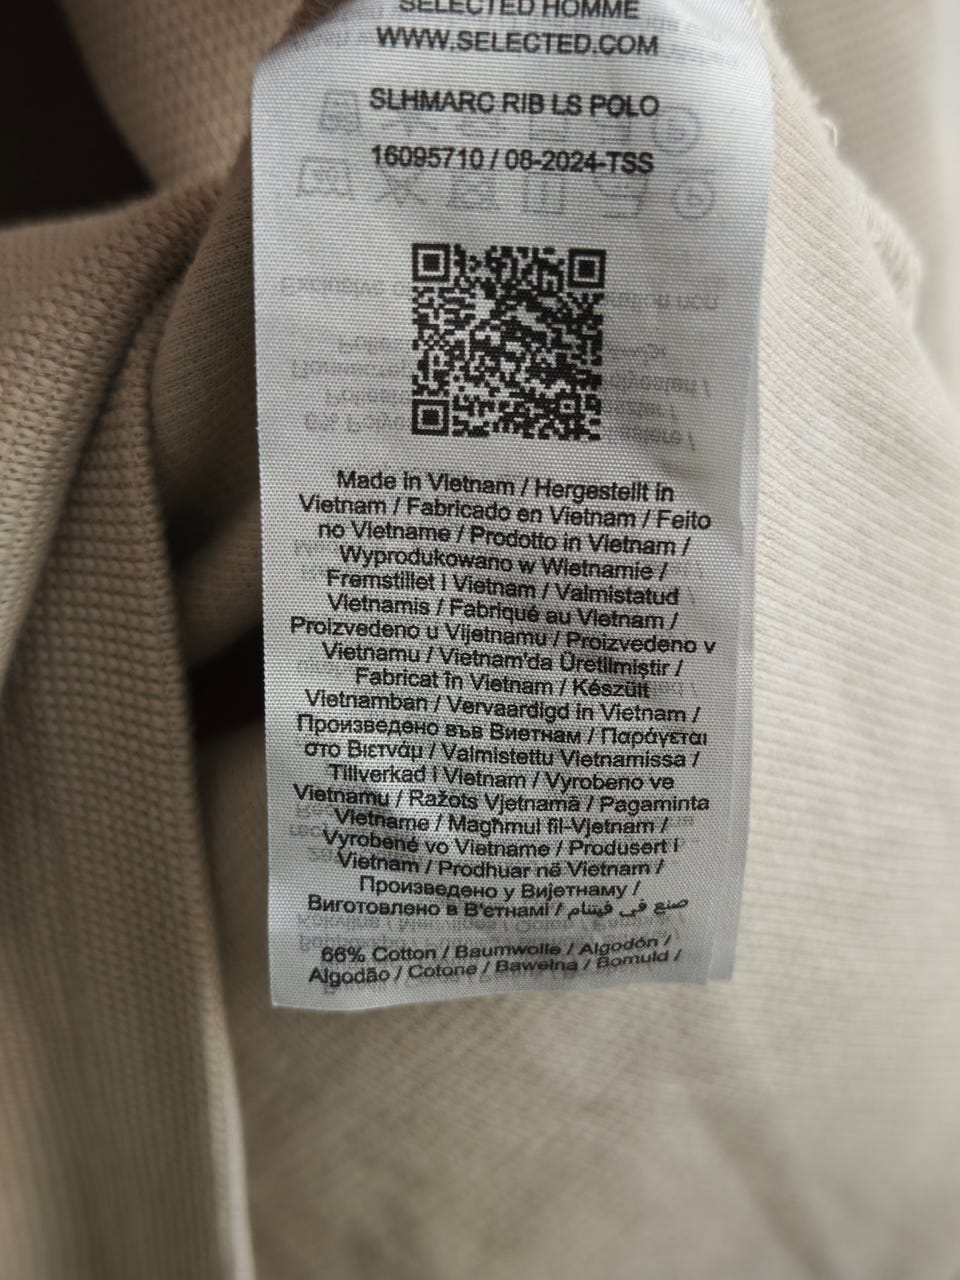 SELECTED HOMME
WWW.SELECTED.COM
SLHMARC RIB LS POLO
16095710 / 08-2024-TSS
Made in Vietnam / Hergestellt in
Vietnam / Fabricado en Vietnam / Feito
no Vietname / Prodotto in Vietnam /
Wyprodukowano w Wietnamie /
Fremstillet i Vietnam / Valmistatud
Vietnamis / Fabriqué au Vietnam /
Proizvedeno u Vijetnamu / Proizvedeno v
Vietnamu / Vietnam'da Üretilmiştir /
Fabricat în Vietnam / Készült
Vietnamban / Vervaardigd in Vietnam /
Произведено във Виетнам / Παράγεται
στο Βιετνάμ / Valmistettu Vietnamissa /
Tillverkad i Vietnam / Vyrobeno ve
Vietnamu / Ražots Vjetnamā / Pagaminta
Vietname / Magħmul fil-Vjetnam /
Vyrobené vo Vietname / Produsert i
Vietnam / Prodhuar në Vietnam /
Произведено у Вијетнаму /
Виготовлено в В'єтнамі / صنع في فيتنام
66% Cotton / Baumwolle / Algodón /
Algodão / Cotone / Bawełna / Bomuld /